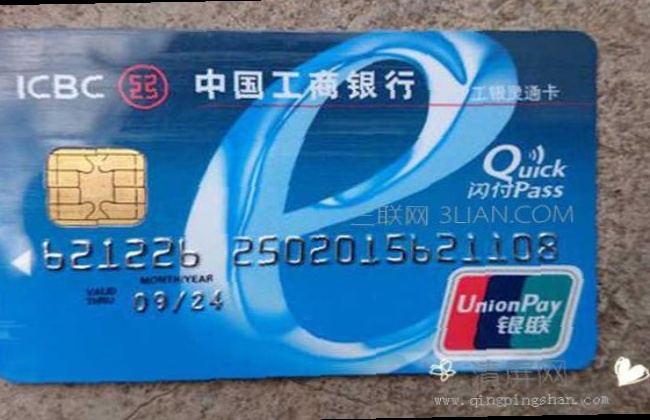 ICBC 中国工商银行
工银灵通卡
Quick
闪付Pass
三联网 3LIAN.COM
621226 2502015621108
MONTH/YEAR
VALID THRU 09/24
UnionPay
银联
清屏网
www.qingpingshan.com